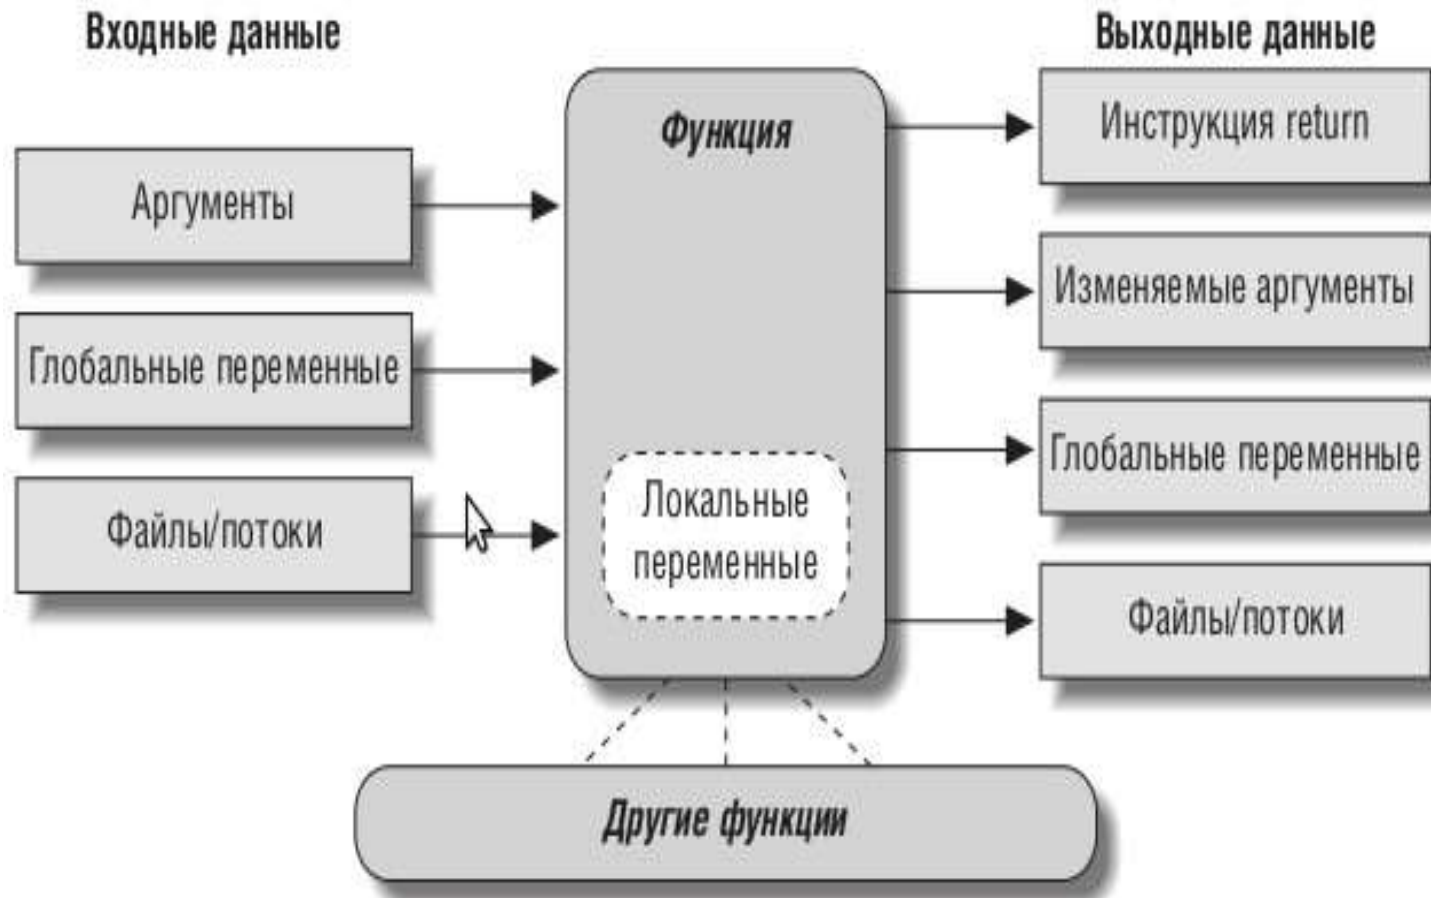 Входные данные
Выходные данные
Функция
Аргументы
Глобальные переменные
Файлы/потоки
Локальные
переменные
Инструкция return
Изменяемые аргументы
Глобальные переменные
Файлы/потоки
Другие функции